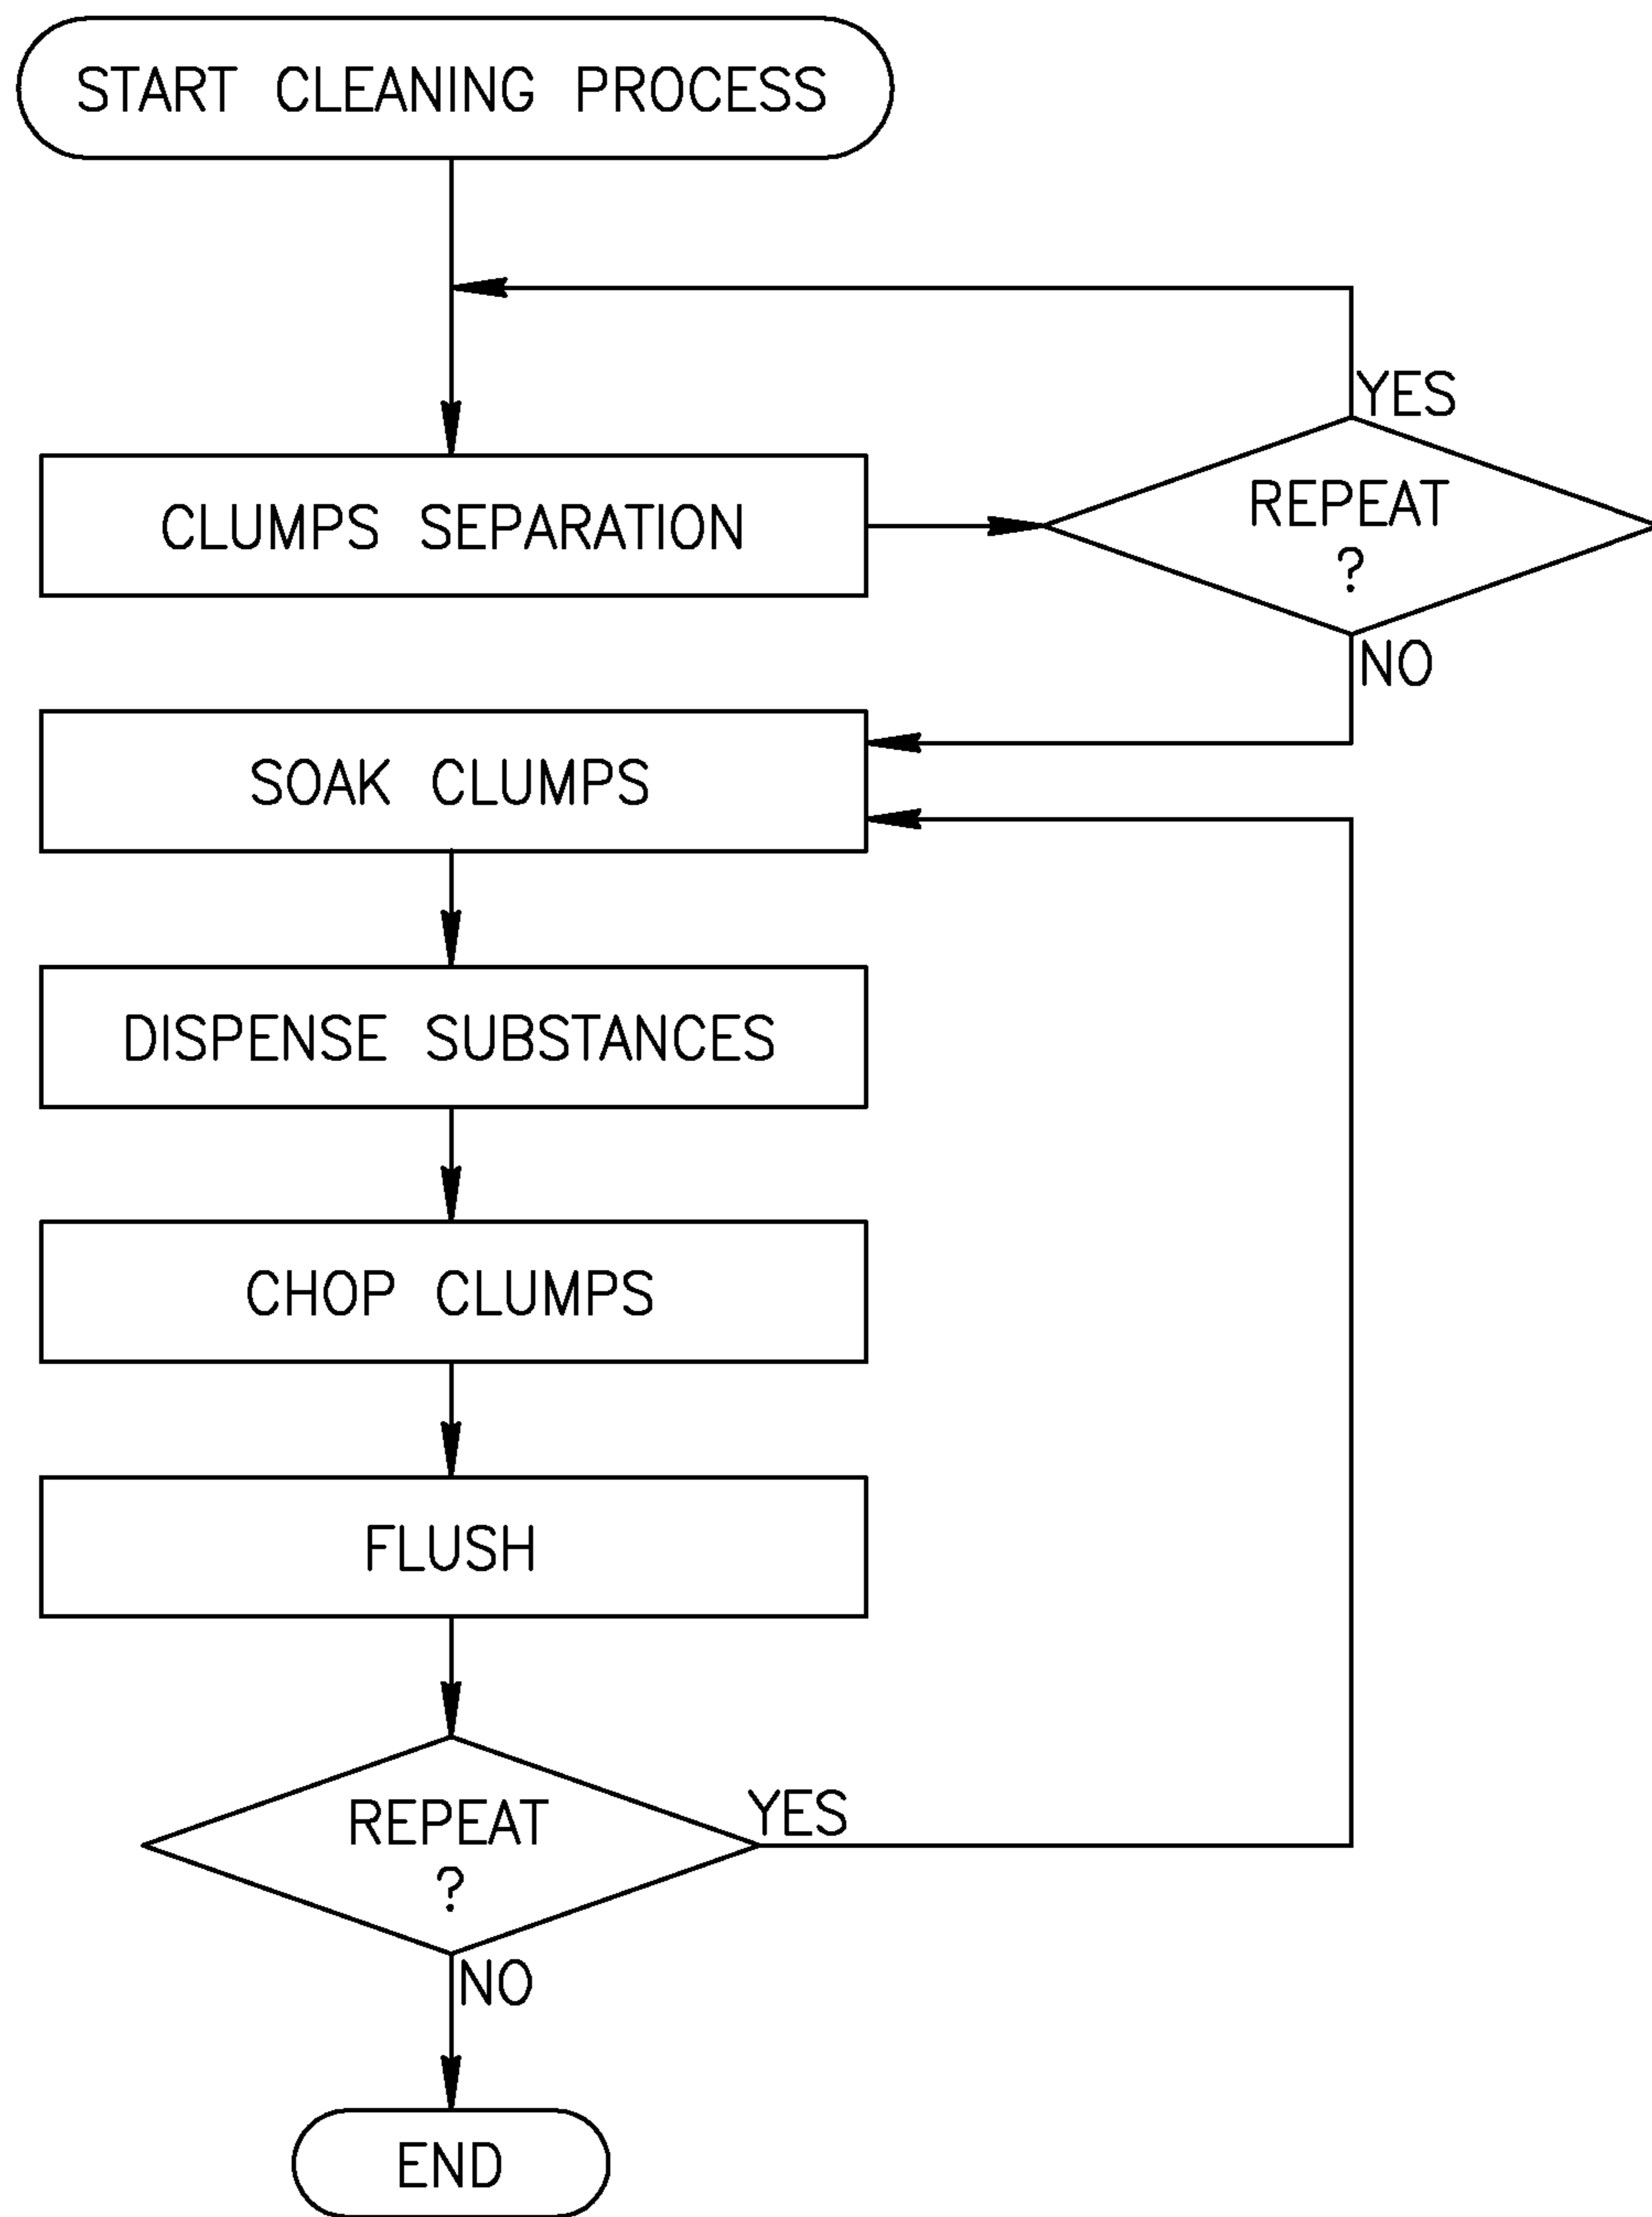 START CLEANING PROCESS
YES
CLUMPS SEPARATION
REPEAT
?
NO
SOAK CLUMPS
DISPENSE SUBSTANCES
CHOP CLUMPS
FLUSH
REPEAT
?
YES
NO
END